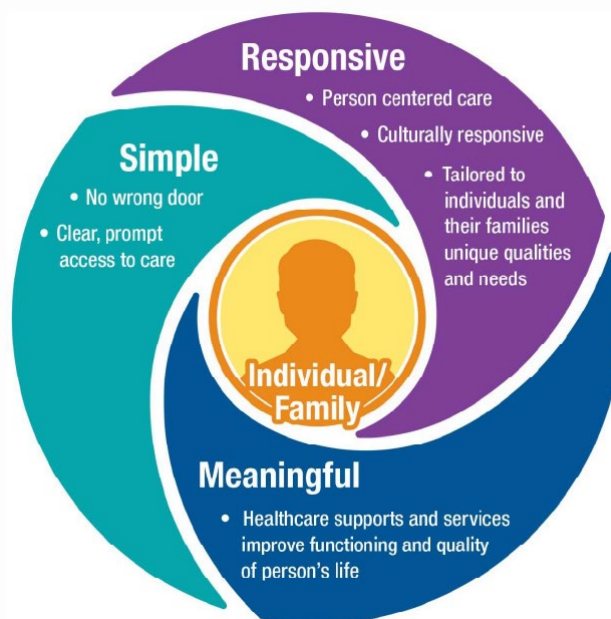 Responsive
• Person centered care
• Culturally responsive
• Tailored to
individuals and
their families
unique qualities
and needs
Simple
• No wrong door
• Clear, prompt
access to care
Individual/
Family
Meaningful
• Healthcare supports and services
improve functioning and quality
of person's life